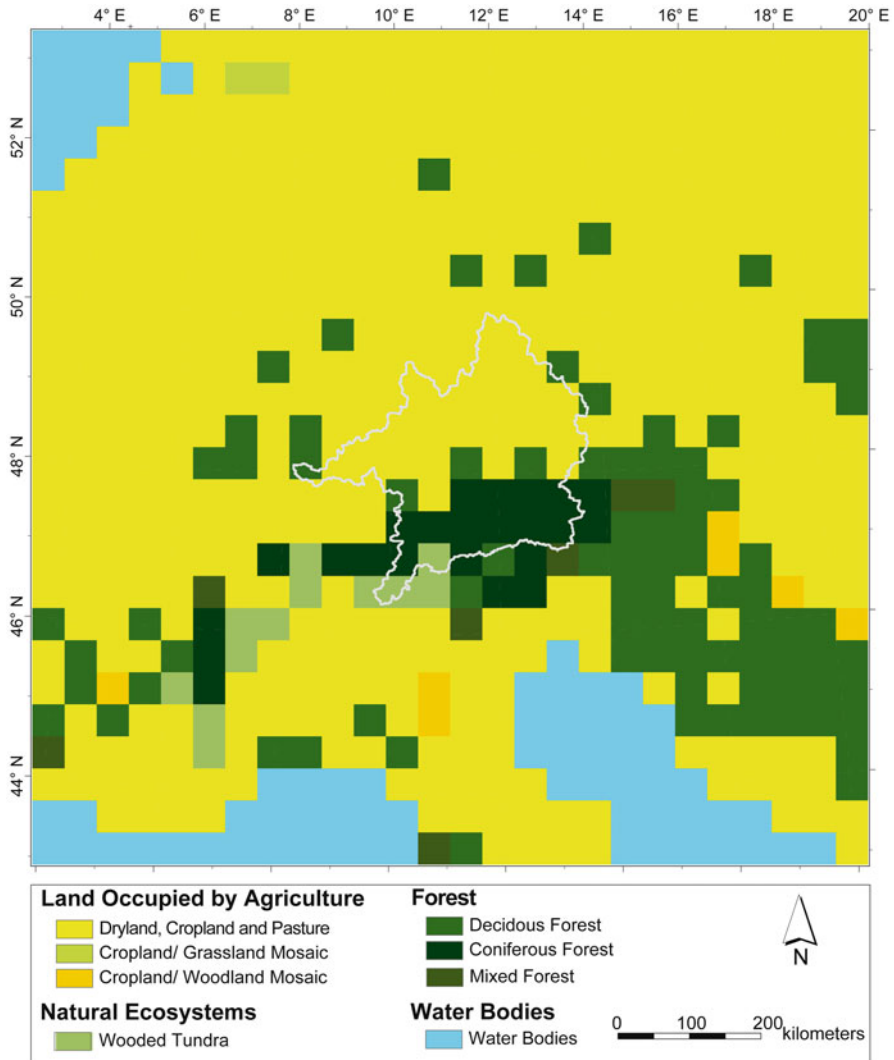 4° E 6° E 8° E 10° E 12° E 14° E 16° E 18° E 20° E
52° N
50° N
48° N
46° N
44° N
Land Occupied by Agriculture
Dryland, Cropland and Pasture
Cropland/ Grassland Mosaic
Cropland/ Woodland Mosaic
Natural Ecosystems
Wooded Tundra
Forest
Decidous Forest
Coniferous Forest
Mixed Forest
Water Bodies
Water Bodies
N
0 100 200 kilometers